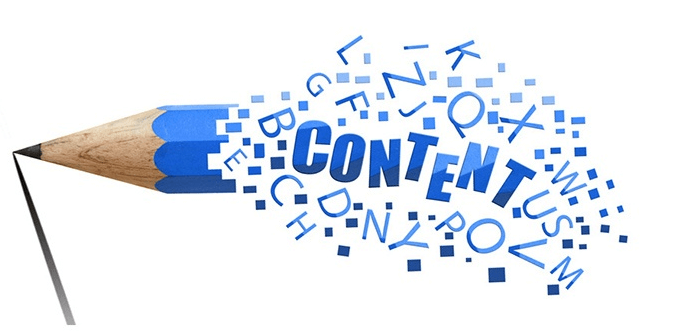 L I K
G F Z J Q X
B CONTENT
E C H D N Y P O V U S W M